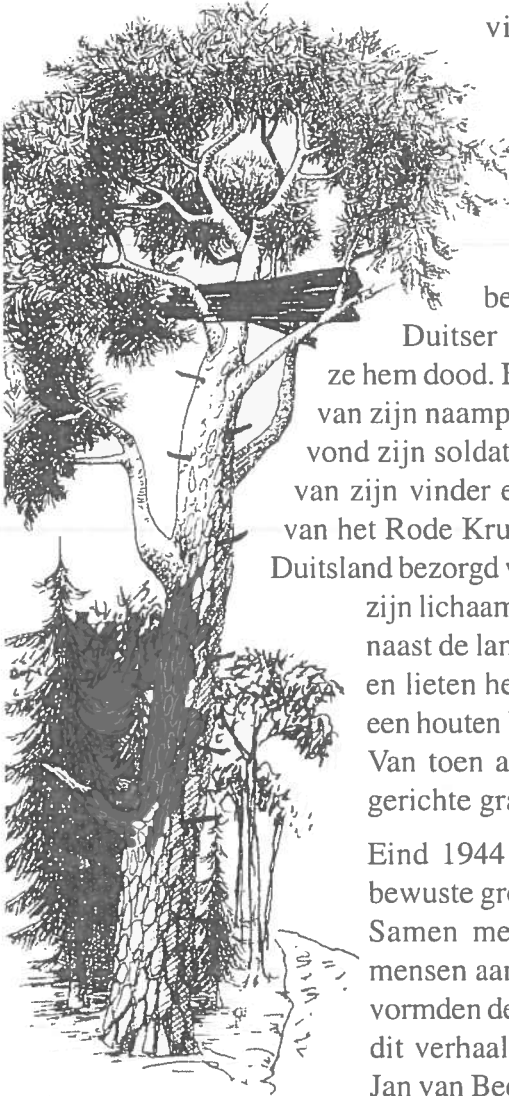 vi
be
Duitser
ze hem dood. E
van zijn naamp
vond zijn soldat
van zijn vinder e
van het Rode Kru
Duitsland bezorgd v
zijn lichaam
naast de lan
en lieten he
een houten
Van toen a
gerichte gra
Eind 1944
bewuste gro
Samen me
mensen aan
vormden de
dit verhaal
Jan van Bee